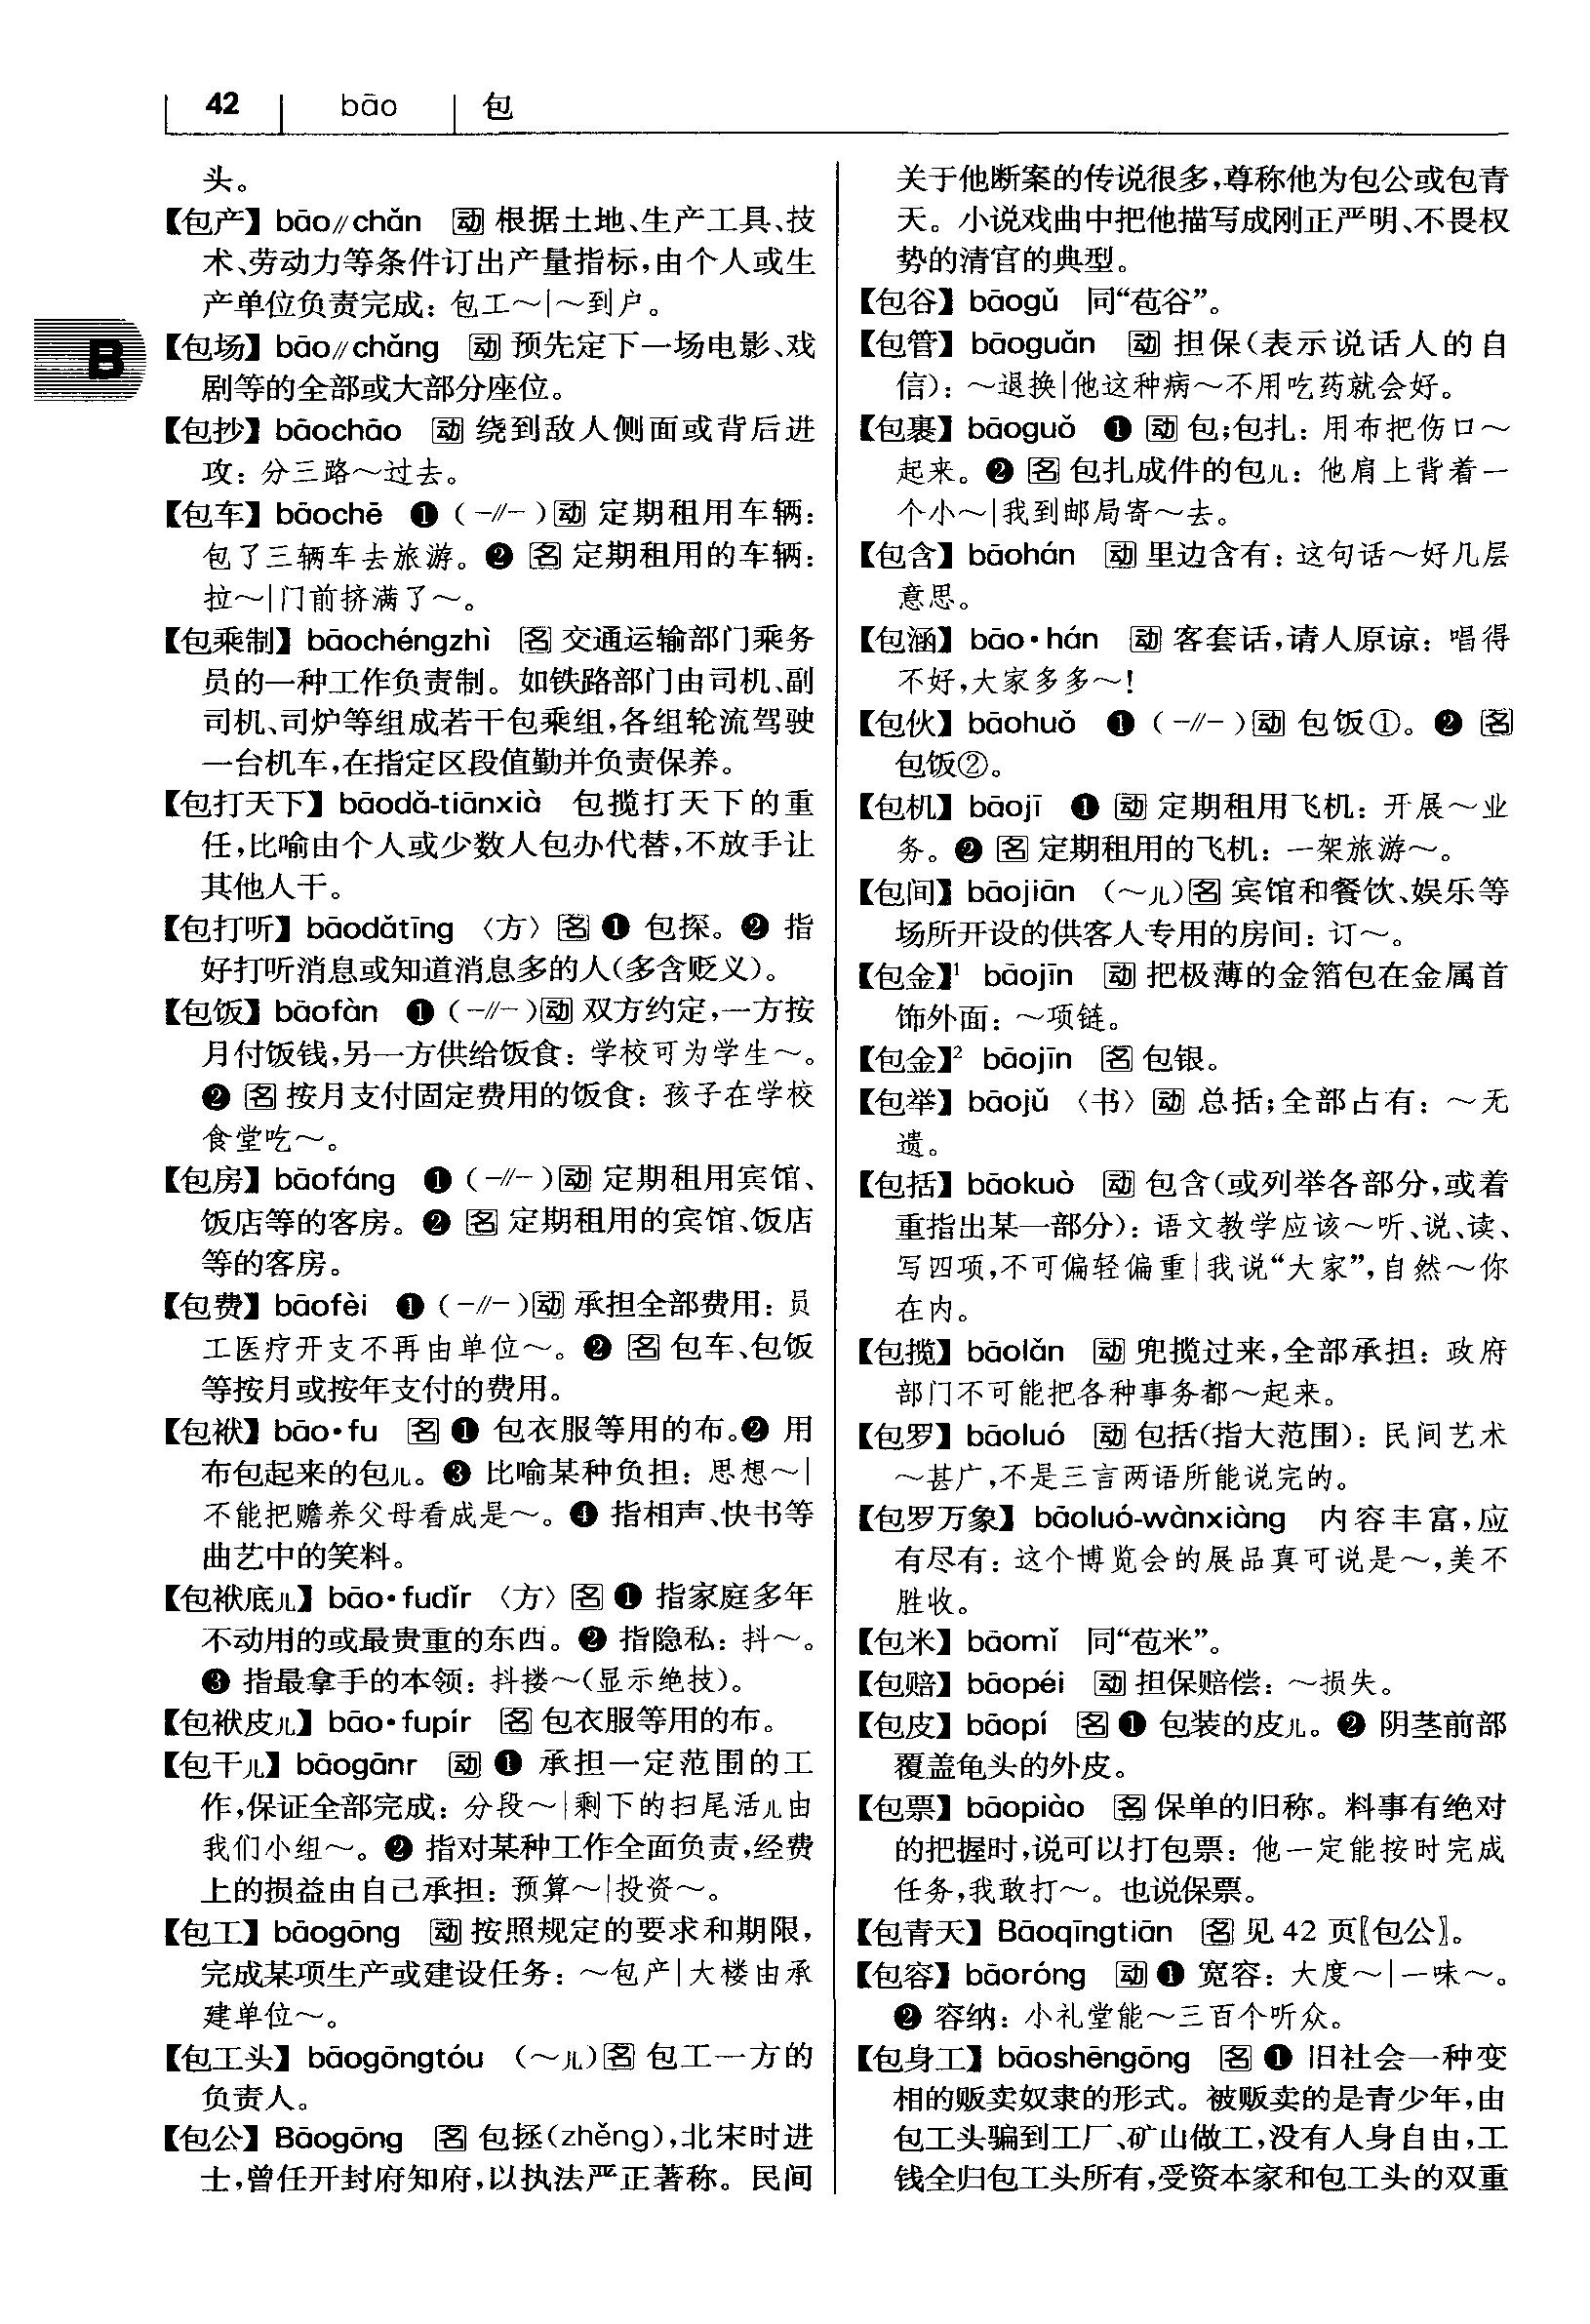 42 bāo 包
B
头。
【包产】bāo∥chǎn 动 根据土地、生产工具、技
术、劳动力等条件订出产量指标,由个人或生
产单位负责完成：包工～|～到户。
【包场】bāo∥chǎng 动 预先定下一场电影、戏
剧等的全部或大部分座位。
【包抄】bāochāo 动 绕到敌人侧面或背后进
攻：分三路～过去。
【包车】bāochē ❶（-∥-）动 定期租用车辆：
包了三辆车去旅游。❷ 名 定期租用的车辆：
拉～|门前挤满了～。
【包乘制】bāochéngzhì 名 交通运输部门乘务
员的一种工作负责制。如铁路部门由司机、副
司机、司炉等组成若干包乘组,各组轮流驾驶
一台机车,在指定区段值勤并负责保养。
【包打天下】bāodǎ-tiānxià 包揽打天下的重
任,比喻由个人或少数人包办代替,不放手让
其他人干。
【包打听】bāodǎtīng〈方〉名 ❶ 包探。❷ 指
好打听消息或知道消息多的人(多含贬义)。
【包饭】bāofàn ❶（-∥-）动 双方约定,一方按
月付饭钱,另一方供给饭食：学校可为学生～。
❷ 名 按月支付固定费用的饭食：孩子在学校
食堂吃～。
【包房】bāofáng ❶（-∥-）动 定期租用宾馆、
饭店等的客房。❷ 名 定期租用的宾馆、饭店
等的客房。
【包费】bāofèi ❶（-∥-）动 承担全部费用：员
工医疗开支不再由单位～。❷ 名 包车、包饭
等按月或按年支付的费用。
【包袱】bāo·fu 名 ❶ 包衣服等用的布。❷ 用
布包起来的包儿。❸ 比喻某种负担：思想～|
不能把赡养父母看成是～。❹ 指相声、快书等
曲艺中的笑料。
【包袱底儿】bāo·fudǐr〈方〉名 ❶ 指家庭多年
不动用的或最贵重的东西。❷ 指隐私：抖～。
❸ 指最拿手的本领：抖搂～(显示绝技)。
【包袱皮儿】bāo·fupír 名 包衣服等用的布。
【包干儿】bāogānr 动 ❶ 承担一定范围的工
作,保证全部完成：分段～|剩下的扫尾活儿由
我们小组～。❷ 指对某种工作全面负责,经费
上的损益由自己承担：预算～|投资～。
【包工】bāogōng 动 按照规定的要求和期限,
完成某项生产或建设任务：～包产|大楼由承
建单位～。
【包工头】bāogōngtóu （～儿)名 包工一方的
负责人。
【包公】Bāogōng 名 包拯(zhěng),北宋时进
士,曾任开封府知府,以执法严正著称。民间
关于他断案的传说很多,尊称他为包公或包青
天。小说戏曲中把他描写成刚正严明、不畏权
势的清官的典型。
【包谷】bāogǔ 同“苞谷”。
【包管】bāoguǎn 动 担保(表示说话人的自
信)：～退换|他这种病～不用吃药就会好。
【包裹】bāoguǒ ❶ 动 包;包扎：用布把伤口～
起来。❷ 名 包扎成件的包儿：他肩上背着一
个小～|我到邮局寄～去。
【包含】bāohán 动 里边含有：这句话～好几层
意思。
【包涵】bāo·hán 动 客套话,请人原谅：唱得
不好,大家多多～!
【包伙】bāohuǒ ❶（-∥-）动 包饭①。❷ 名
包饭②。
【包机】bāojī ❶ 动 定期租用飞机：开展～业
务。❷ 名 定期租用的飞机：一架旅游～。
【包间】bāojiān （～儿)名 宾馆和餐饮、娱乐等
场所开设的供客人专用的房间：订～。
【包金】¹ bāojīn 动 把极薄的金箔包在金属首
饰外面：～项链。
【包金】² bāojīn 名 包银。
【包举】bāojǔ〈书〉动 总括;全部占有：～无
遗。
【包括】bāokuò 动 包含(或列举各部分,或着
重指出某一部分)：语文教学应该～听、说、读、
写四项,不可偏轻偏重|我说“大家”,自然～你
在内。
【包揽】bāolǎn 动 兜揽过来,全部承担：政府
部门不可能把各种事务都～起来。
【包罗】bāoluó 动 包括(指大范围)：民间艺术
～甚广,不是三言两语所能说完的。
【包罗万象】bāoluó-wànxiàng 内容丰富,应
有尽有：这个博览会的展品真可说是～,美不
胜收。
【包米】bāomǐ 同“苞米”。
【包赔】bāopéi 动 担保赔偿：～损失。
【包皮】bāopí 名 ❶ 包装的皮儿。❷ 阴茎前部
覆盖龟头的外皮。
【包票】bāopiào 名 保单的旧称。料事有绝对
的把握时,说可以打包票：他一定能按时完成
任务,我敢打～。也说保票。
【包青天】Bāoqīngtiān 名 见 42 页〖包公〗。
【包容】bāoróng 动 ❶ 宽容：大度～|一味～。
❷ 容纳：小礼堂能～三百个听众。
【包身工】bāoshēngōng 名 ❶ 旧社会一种变
相的贩卖奴隶的形式。被贩卖的是青少年,由
包工头骗到工厂、矿山做工,没有人身自由,工
钱全归包工头所有,受资本家和包工头的双重